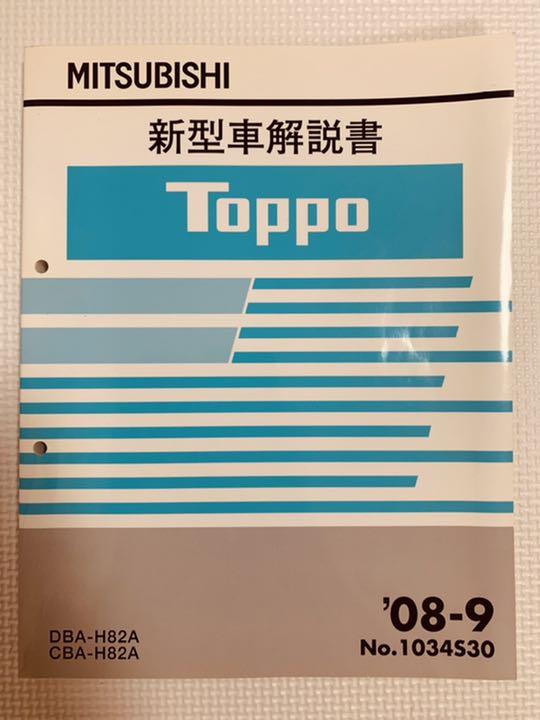 MITSUBISHI
新型車解説書
Toppo
DBA-H82A
CBA-H82A
'08-9
No.1034S30